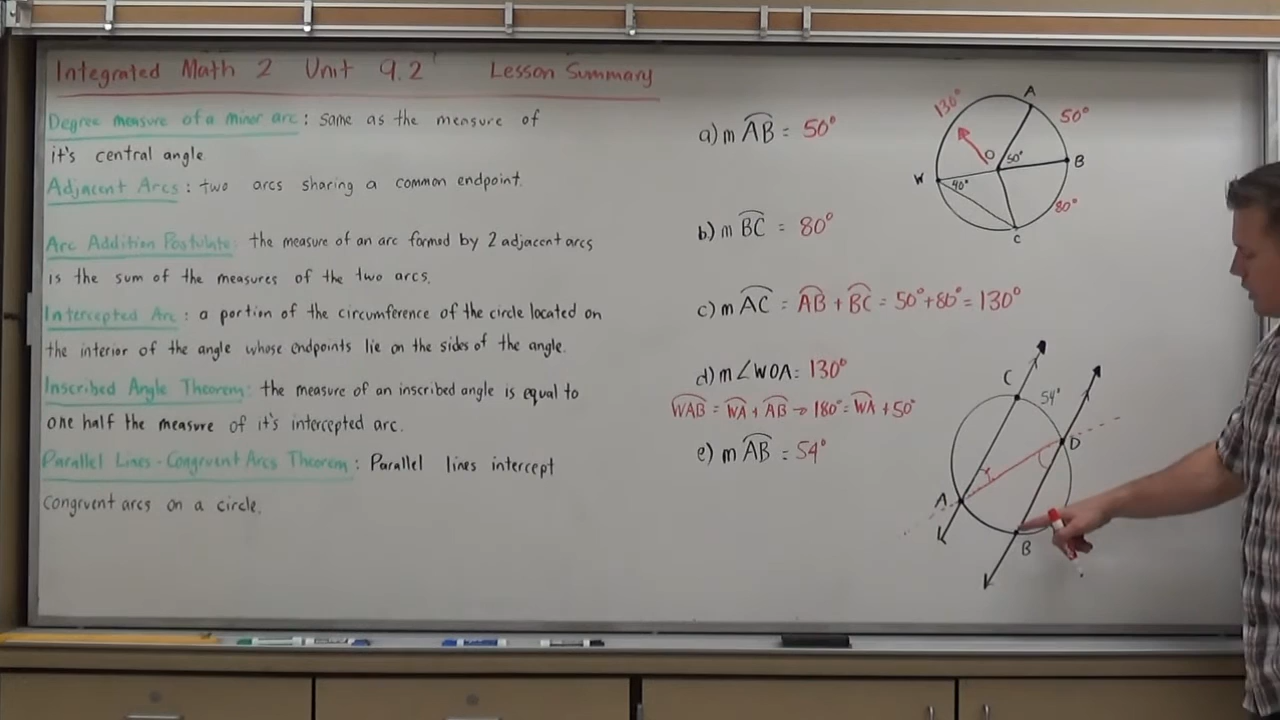 Integrated Math 2 Unit 9.2 Lesson Summary
Degree measure of a minor arc: same as the measure of
it's central angle.
Adjacent Arcs: two arcs sharing a common endpoint.
Arc Addition Postulate: the measure of an arc formed by 2 adjacent arcs
is the sum of the measures of the two arcs.
Intercepted Arc: a portion of the circumference of the circle located on
the interior of the angle whose endpoints lie on the sides of the angle.
Inscribed Angle Theorem: the measure of an inscribed angle is equal to
one half the measure of it's intercepted arc.
Parallel Lines-Congruent Arcs Theorem: Parallel lines intercept
congruent arcs on a circle.
a) m AB = 50°
b) m BC = 80°
c) m AC = AB + BC = 50° + 80° = 130°
d) m∠WOA = 130°
WAB = WA + AB → 180° = WA + 50°
e) m AB = 54°
130°
A
50°
O
50°
B
W
40°
80°
C
C
54°
D
A
B